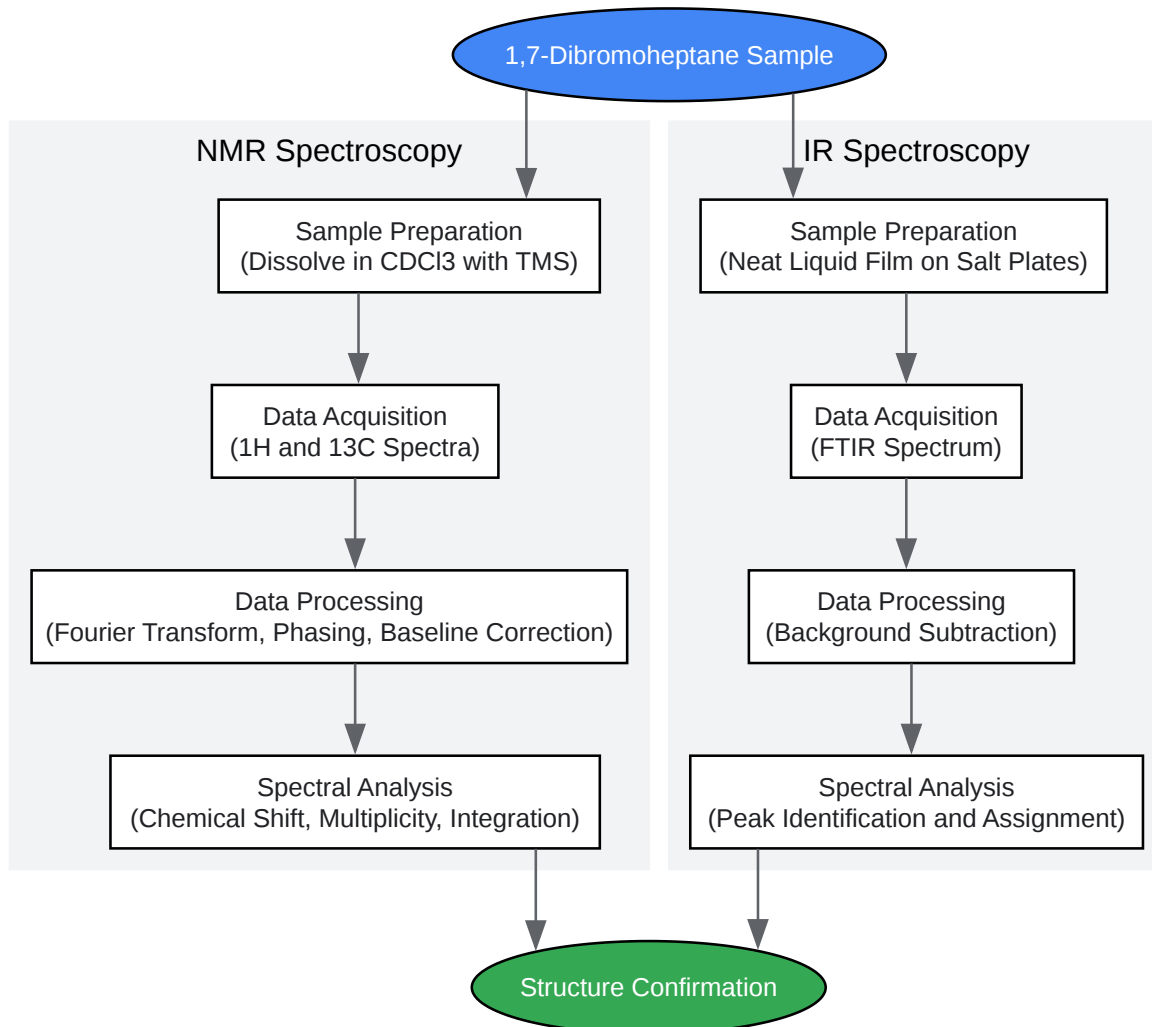 1,7-Dibromoheptane Sample
NMR Spectroscopy
Sample Preparation
(Dissolve in CDCl3 with TMS)
Data Acquisition
(1H and 13C Spectra)
Data Processing
(Fourier Transform, Phasing, Baseline Correction)
Spectral Analysis
(Chemical Shift, Multiplicity, Integration)
IR Spectroscopy
Sample Preparation
(Neat Liquid Film on Salt Plates)
Data Acquisition
(FTIR Spectrum)
Data Processing
(Background Subtraction)
Spectral Analysis
(Peak Identification and Assignment)
Structure Confirmation